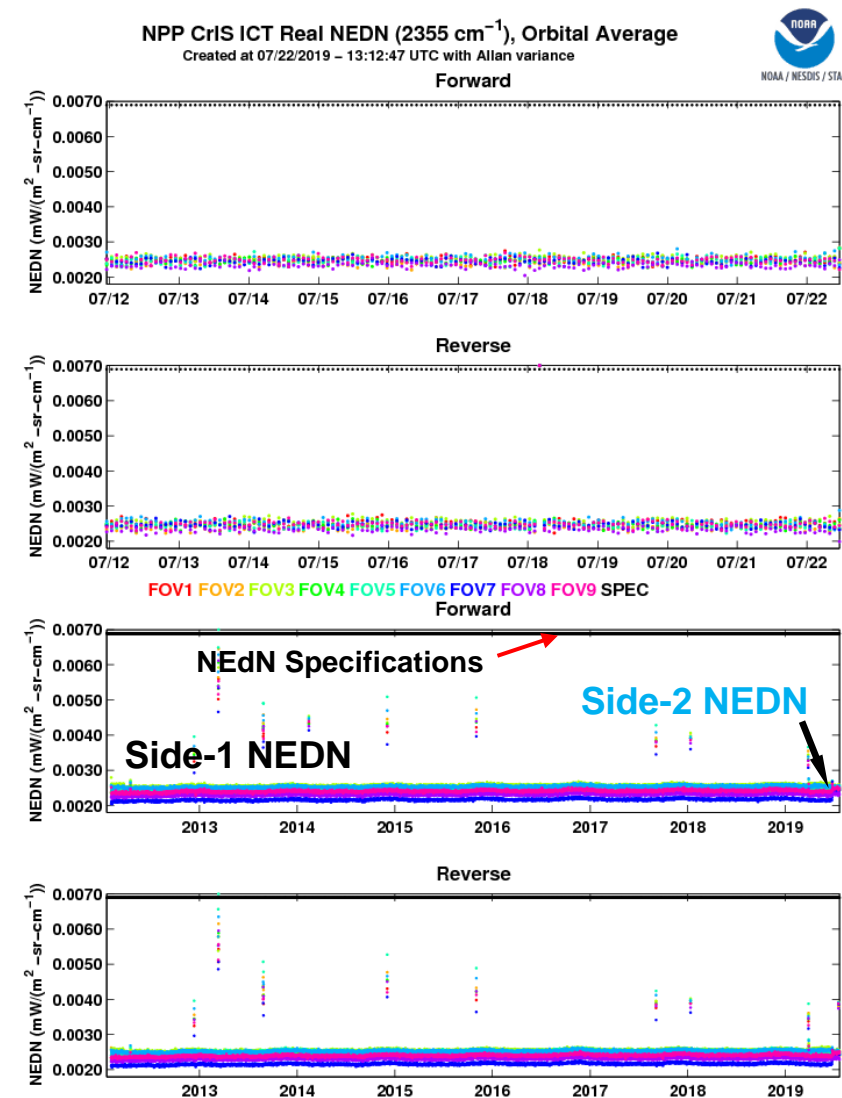 NPP CrIS ICT Real NEDN (2355 cm⁻¹), Orbital Average
Created at 07/22/2019 – 13:12:47 UTC with Allan variance
NOAA
NOAA / NESDIS / STA
Forward
NEDN (mW/(m² –sr–cm⁻¹))
0.0070
0.0060
0.0050
0.0040
0.0030
0.0020
07/12 07/13 07/14 07/15 07/16 07/17 07/18 07/19 07/20 07/21 07/22
Reverse
NEDN (mW/(m² –sr–cm⁻¹))
0.0070
0.0060
0.0050
0.0040
0.0030
0.0020
07/12 07/13 07/14 07/15 07/16 07/17 07/18 07/19 07/20 07/21 07/22
FOV1 FOV2 FOV3 FOV4 FOV5 FOV6 FOV7 FOV8 FOV9 SPEC
Forward
NEDN (mW/(m² –sr–cm⁻¹))
0.0070
0.0060
0.0050
0.0040
0.0030
0.0020
NEdN Specifications
Side-2 NEDN
Side-1 NEDN
2013 2014 2015 2016 2017 2018 2019
Reverse
NEDN (mW/(m² –sr–cm⁻¹))
0.0070
0.0060
0.0050
0.0040
0.0030
0.0020
2013 2014 2015 2016 2017 2018 2019